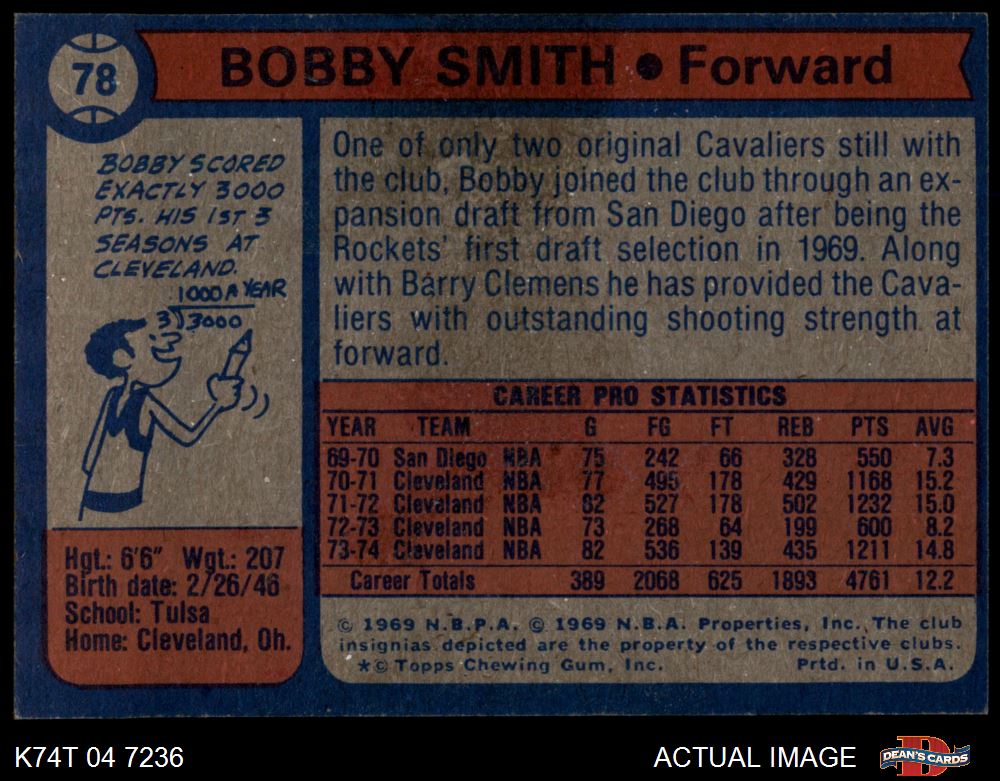 78
BOBBY SMITH • Forward
BOBBY SCORED
EXACTLY 3000
PTS. HIS 1ST 3
SEASONS AT
CLEVELAND.
1000 A YEAR
3)3000
Hgt.: 6'6" Wgt.: 207
Birth date: 2/26/46
School: Tulsa
Home: Cleveland, Oh.
One of only two original Cavaliers still with
the club, Bobby joined the club through an ex-
pansion draft from San Diego after being the
Rockets' first draft selection in 1969. Along
with Barry Clemens he has provided the Cava-
liers with outstanding shooting strength at
forward.
CAREER PRO STATISTICS
YEAR TEAM G FG FT REB PTS AVG
69-70 San Diego NBA 75 242 66 328 550 7.3
70-71 Cleveland NBA 77 495 178 429 1168 15.2
71-72 Cleveland NBA 82 527 178 502 1232 15.0
72-73 Cleveland NBA 73 268 64 199 600 8.2
73-74 Cleveland NBA 82 536 139 435 1211 14.8
Career Totals 389 2068 625 1893 4761 12.2
© 1969 N.B.P.A. © 1969 N.B.A. Properties, Inc. The club
insignias depicted are the property of the respective clubs.
*© Topps Chewing Gum, Inc. Prtd. in U.S.A.
K74T 04 7236
ACTUAL IMAGE
D
DEAN'S CARDS